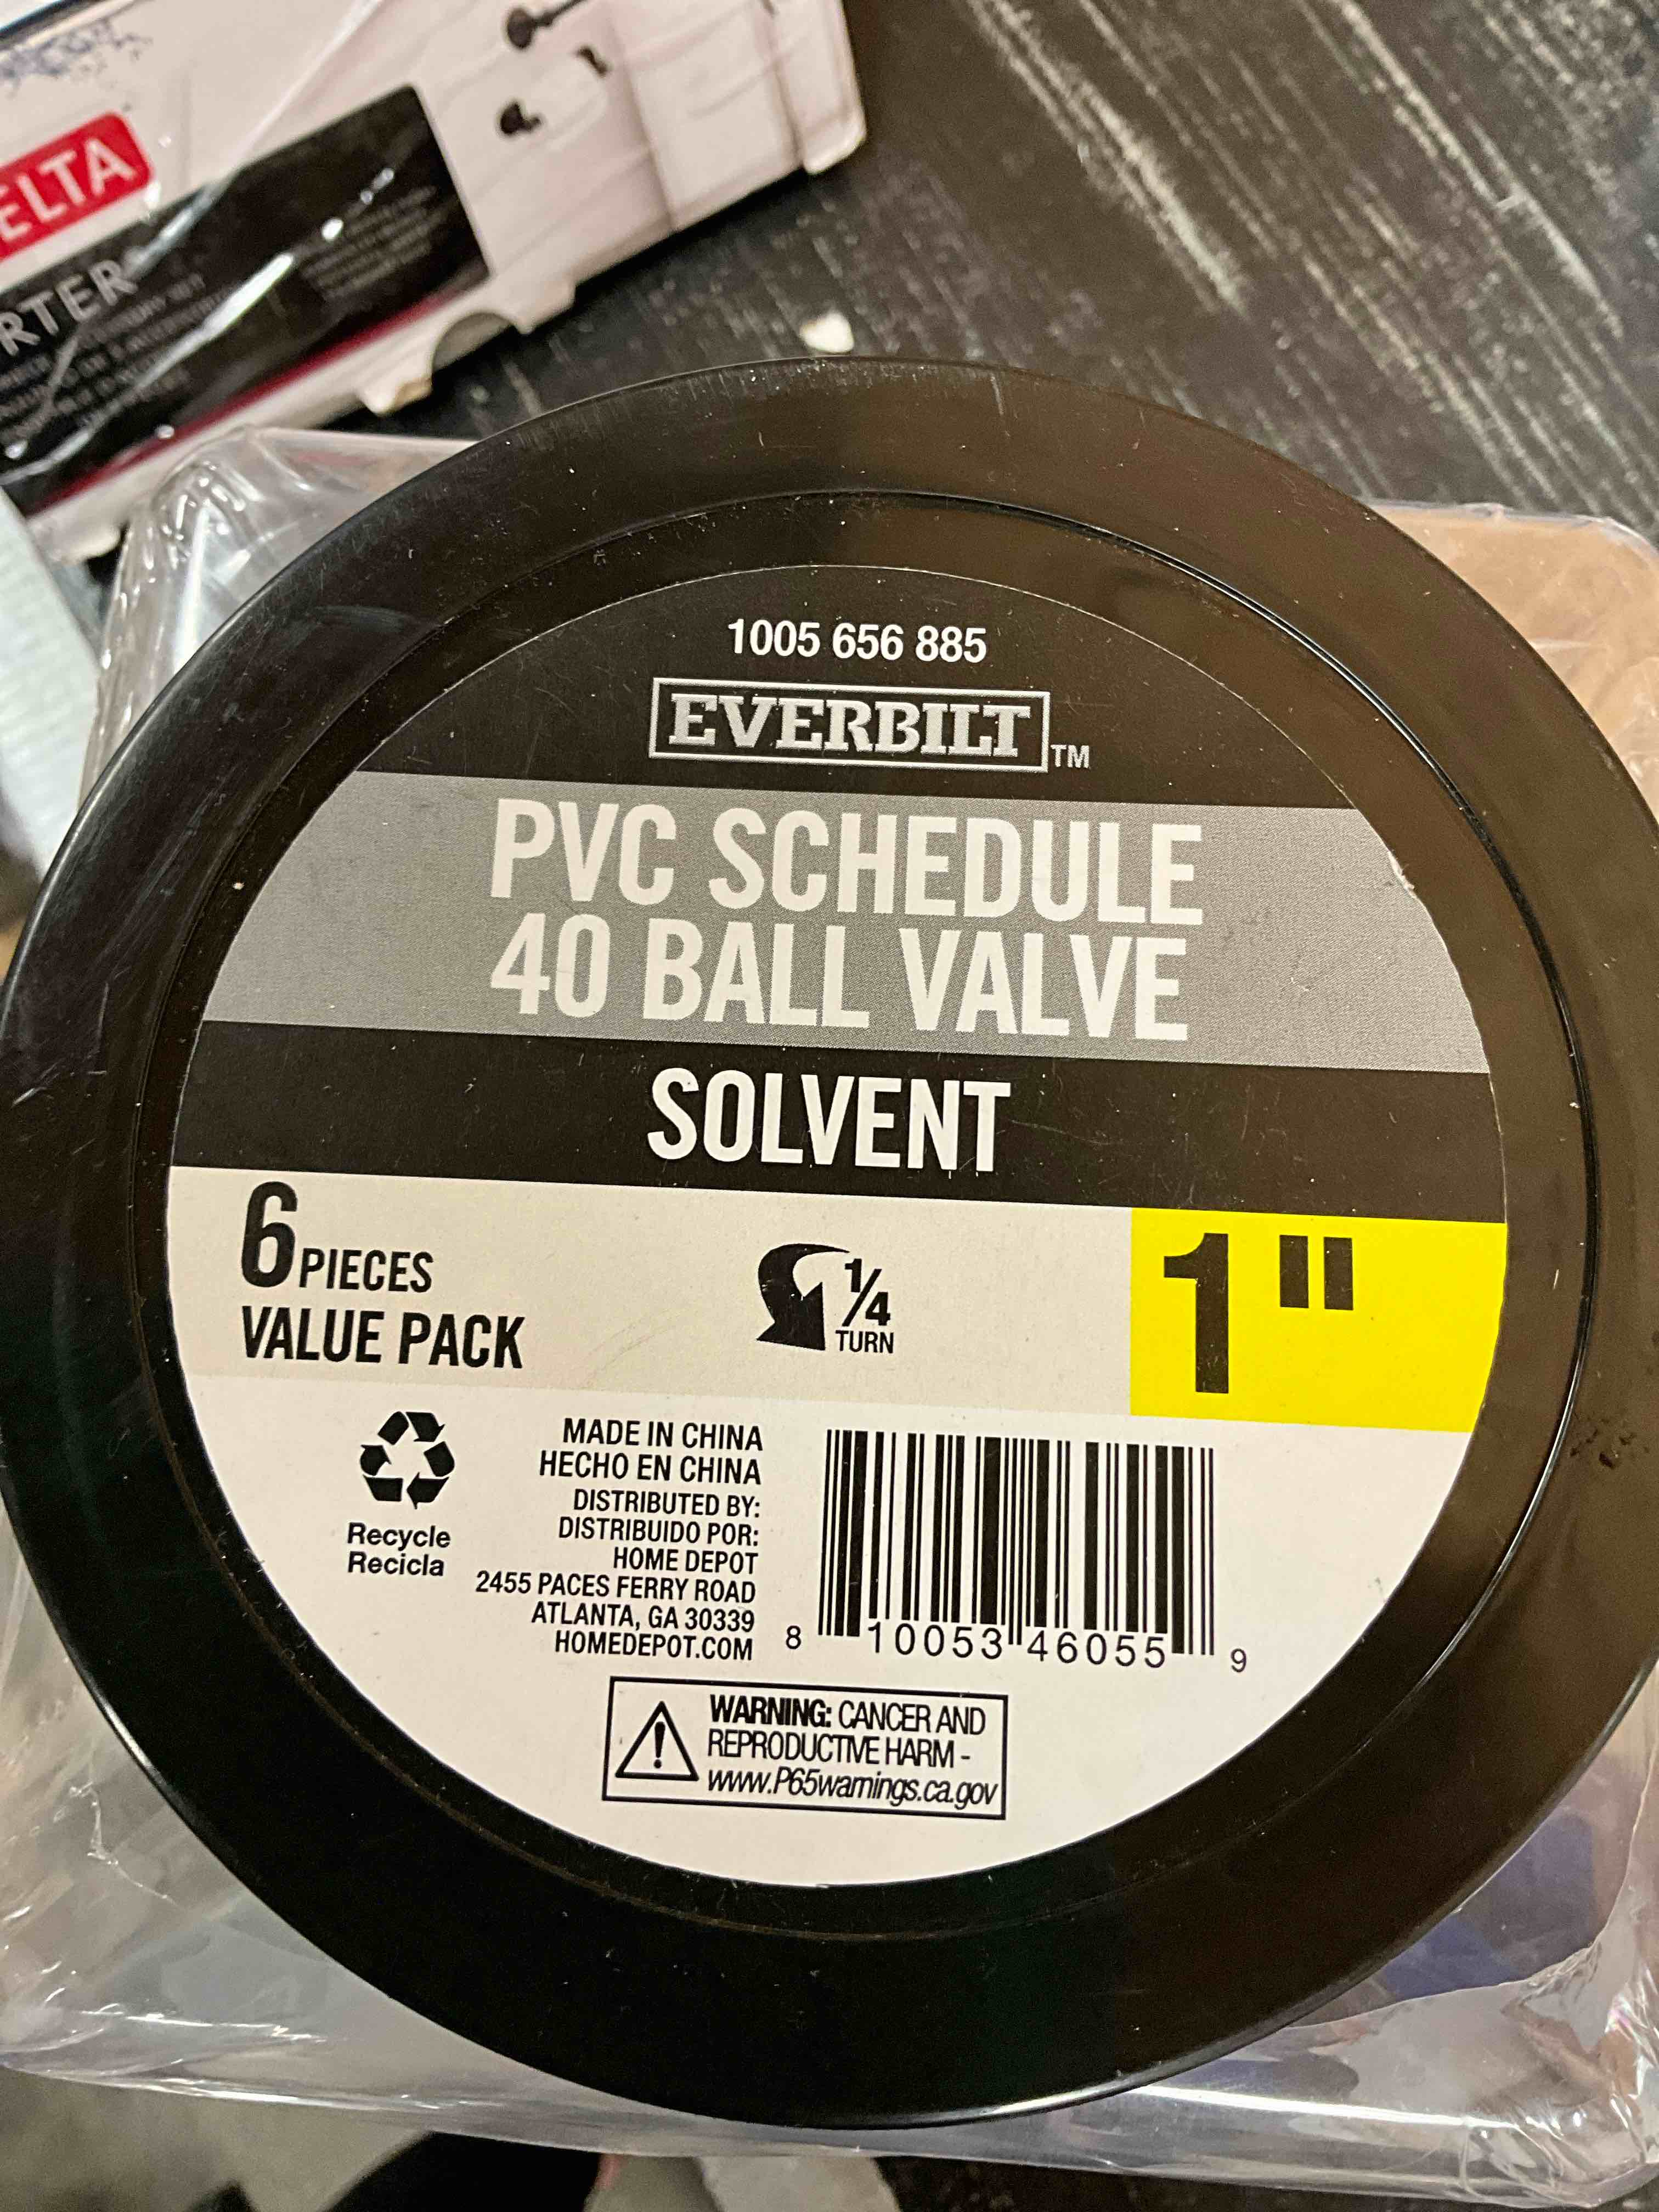 ELTA
RTER
1005 656 885
EVERBILT TM
PVC SCHEDULE
40 BALL VALVE
SOLVENT
6 PIECES
VALUE PACK
1/4
TURN
1"
Recycle
Recicla
MADE IN CHINA
HECHO EN CHINA
DISTRIBUTED BY:
DISTRIBUIDO POR:
HOME DEPOT
2455 PACES FERRY ROAD
ATLANTA, GA 30339
HOMEDEPOT.COM
8 10053 46055 9
WARNING: CANCER AND
REPRODUCTIVE HARM -
www.P65warnings.ca.gov